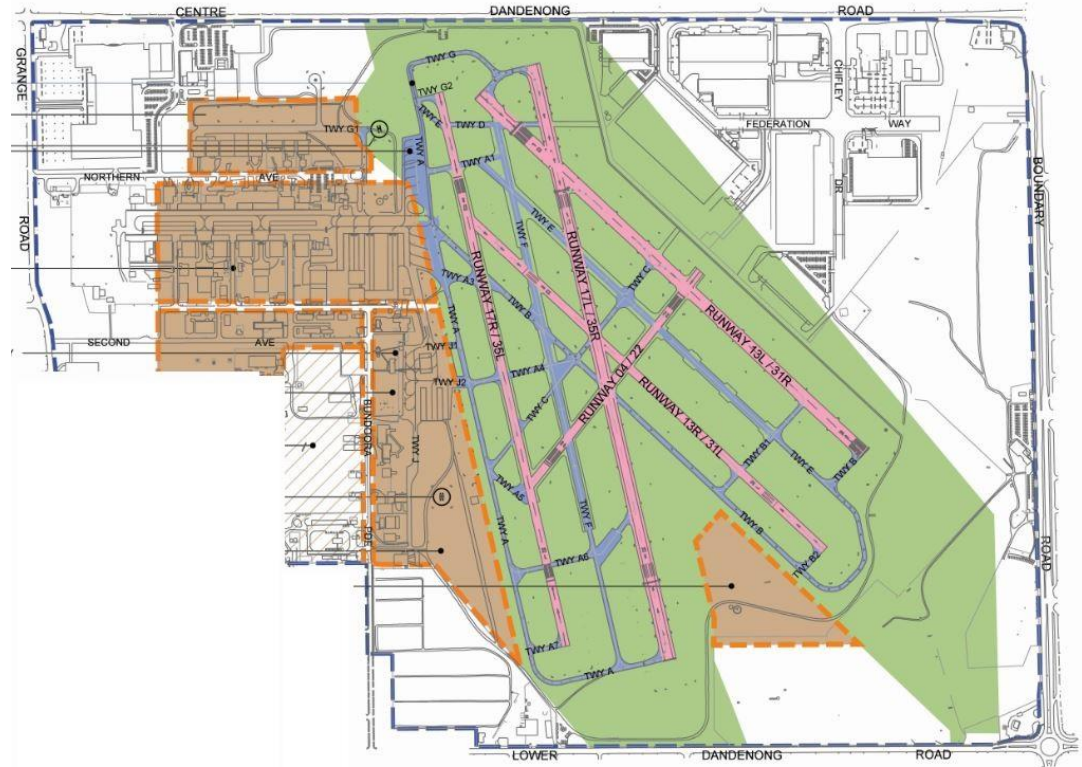 CENTRE
DANDENONG
ROAD
GRANGE
ROAD
TWY G
TWY G2
TWY E
TWY D
TWY G1
H
TWY A
TWY A1
CHIFLEY
DR
FEDERATION
WAY
BOUNDARY
ROAD
NORTHERN
AVE
TWY E
TWY F
TWY C
RUNWAY 17R / 35L
RUNWAY 17L / 35R
RUNWAY 13L / 31R
RUNWAY 04 / 22
RUNWAY 13R / 31L
TWY A3
TWY B
TWY A
SECOND
AVE
TWY J1
TWY J2
TWY A4
TWY C
BUNDOORA
PDE
TWY J
TWY B1
TWY E
TWY B
TWY A5
TWY F
TWY A
TWY B
TWY A6
TWY B2
TWY A7
TWY A
LOWER
DANDENONG
ROAD